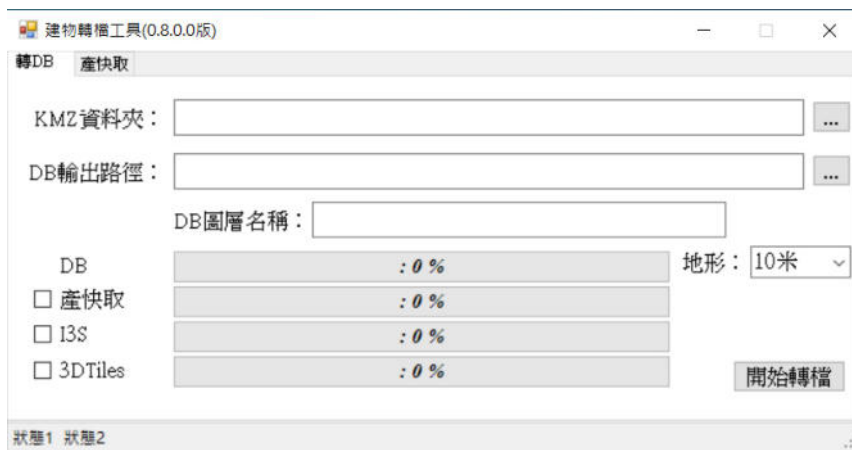 建物轉檔工具(0.8.0.0版)
轉DB 產快取
KMZ資料夾： ...
DB輸出路徑： ...
DB圖層名稱：
DB : 0 % 地形： 10米
產快取 : 0 %
I3S : 0 %
3DTiles : 0 % 開始轉檔
狀態1 狀態2